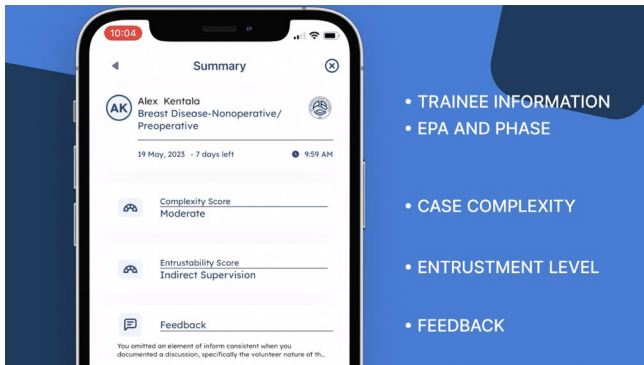 10:04
Summary
AK
Alex Kentala
Breast Disease-Nonoperative/
Preoperative
19 May, 2023 - 7 days left
9:59 AM
Complexity Score
Moderate
Entrustability Score
Indirect Supervision
Feedback
You omitted an element of inform consistent when you
documented a discussion, specifically the volunteer nature of th...
• TRAINEE INFORMATION
• EPA AND PHASE
• CASE COMPLEXITY
• ENTRUSTMENT LEVEL
• FEEDBACK